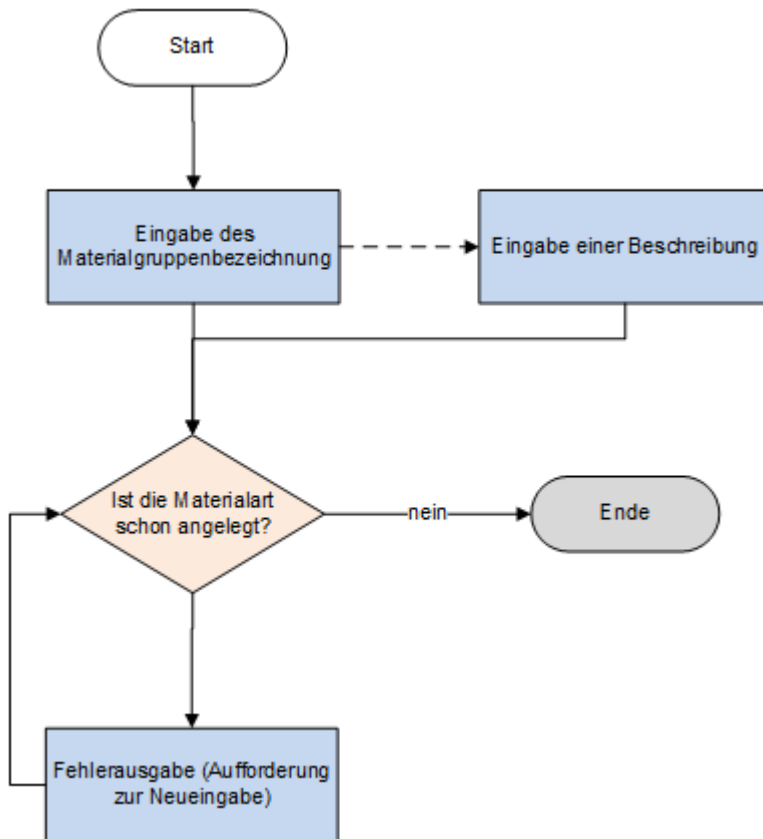 Start
Eingabe des
Materialgruppenbezeichnung
Eingabe einer Beschreibung
Ist die Materialart
schon angelegt?
nein
Ende
Fehlerausgabe (Aufforderung
zur Neueingabe)